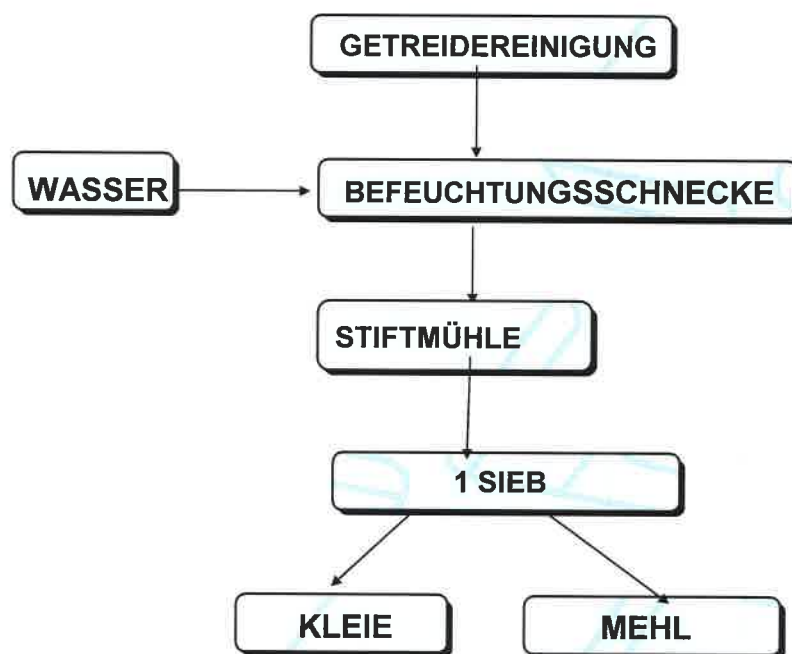 GETREIDEREINIGUNG
WASSER
BEFEUCHTUNGSSCHNECKE
STIFTMÜHLE
1 SIEB
KLEIE
MEHL